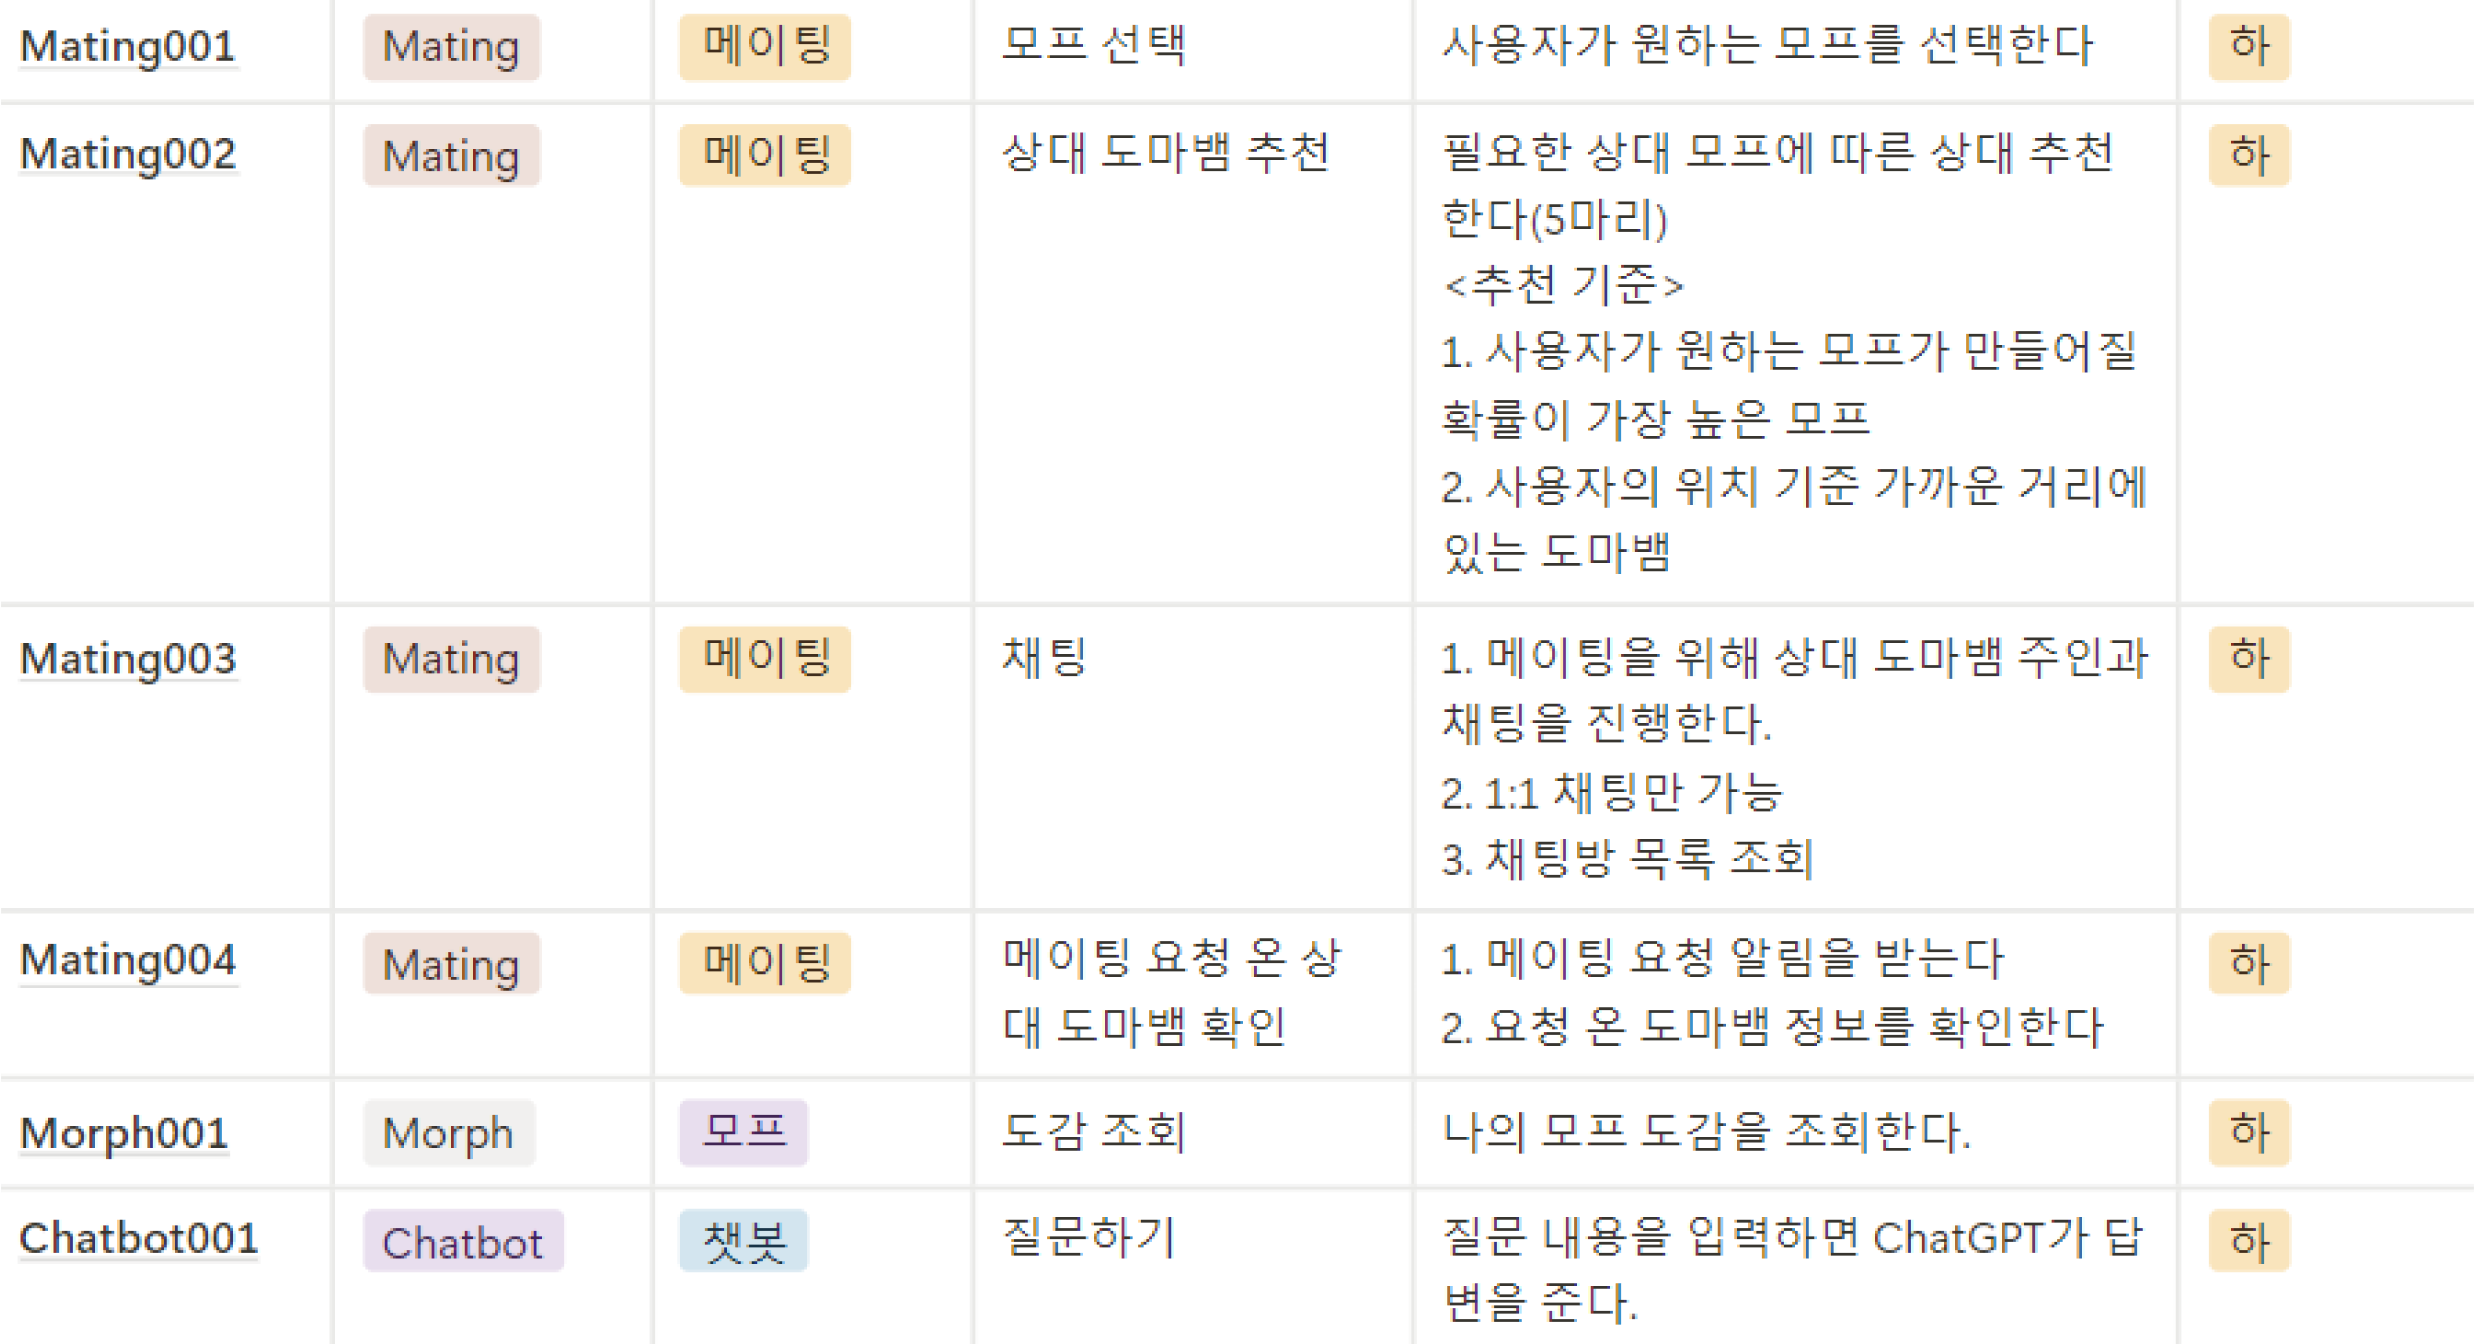 Mating001 Mating 메이팅 모프 선택 사용자가 원하는 모프를 선택한다 하
Mating002 Mating 메이팅 상대 도마뱀 추천 필요한 상대 모프에 따른 상대 추천 하
한다(5마리)
<추천 기준>
1. 사용자가 원하는 모프가 만들어질
확률이 가장 높은 모프
2. 사용자의 위치 기준 가까운 거리에
있는 도마뱀
Mating003 Mating 메이팅 채팅 1. 메이팅을 위해 상대 도마뱀 주인과 하
채팅을 진행한다.
2. 1:1 채팅만 가능
3. 채팅방 목록 조회
Mating004 Mating 메이팅 메이팅 요청 온 상 1. 메이팅 요청 알림을 받는다 하
대 도마뱀 확인 2. 요청 온 도마뱀 정보를 확인한다
Morph001 Morph 모프 도감 조회 나의 모프 도감을 조회한다. 하
Chatbot001 Chatbot 챗봇 질문하기 질문 내용을 입력하면 ChatGPT가 답 하
변을 준다.